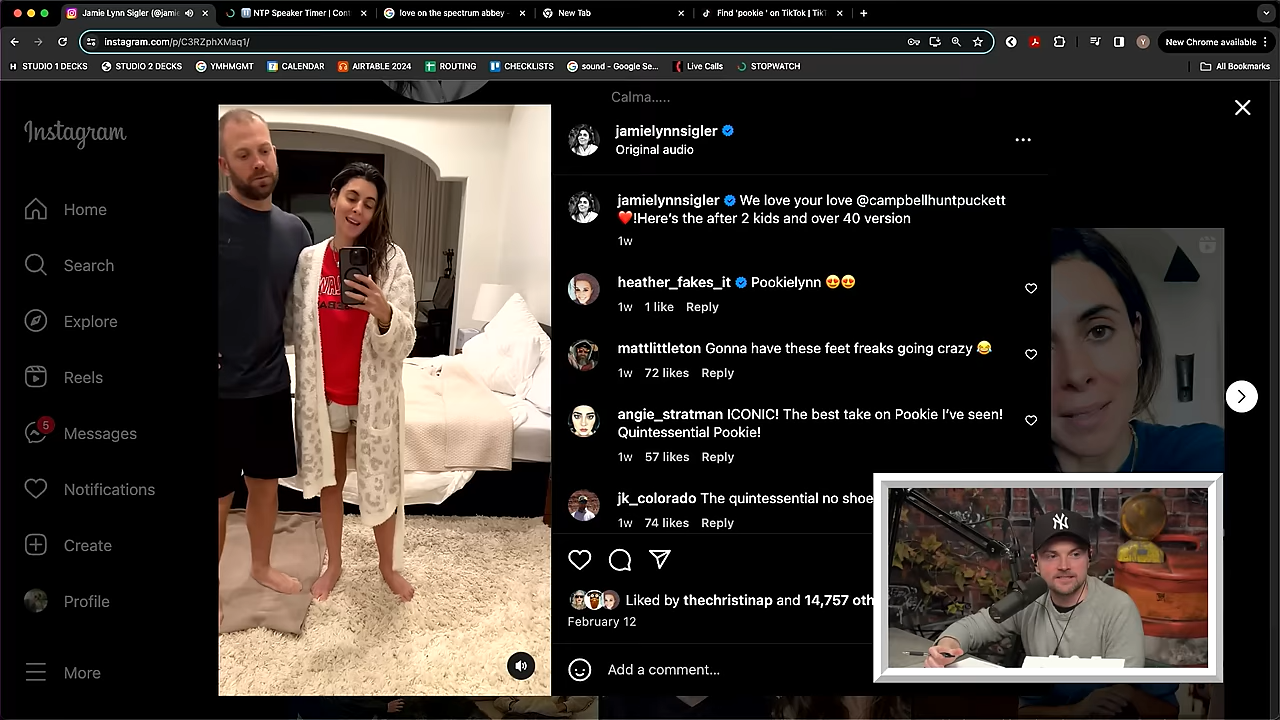 Jamie Lynn Sigler (@jamie
NTP Speaker Timer | Cont
love on the spectrum abbey -
New Tab
Find 'pookie ' on TikTok | TikT
instagram.com/p/C3RZphXMaq1/
Y
New Chrome available
H STUDIO 1 DECKS
STUDIO 2 DECKS
YMHMGMT
CALENDAR
AIRTABLE 2024
ROUTING
CHECKLISTS
sound - Google Se...
Live Calls
STOPWATCH
All Bookmarks
Instagram
Home
Search
Explore
Reels
5
Messages
Notifications
Create
Profile
More
Calma.....
jamielynnsigler
Original audio
jamielynnsigler We love your love @campbellhuntpuckett
❤️!Here's the after 2 kids and over 40 version
1w
heather_fakes_it Pookielynn 😍😍
1w 1 like Reply
mattlittleton Gonna have these feet freaks going crazy 😂
1w 72 likes Reply
angie_stratman ICONIC! The best take on Pookie I've seen!
Quintessential Pookie!
1w 57 likes Reply
jk_colorado The quintessential no shoe
1w 74 likes Reply
Liked by thechristinap and 14,757 oth
February 12
Add a comment...
NY